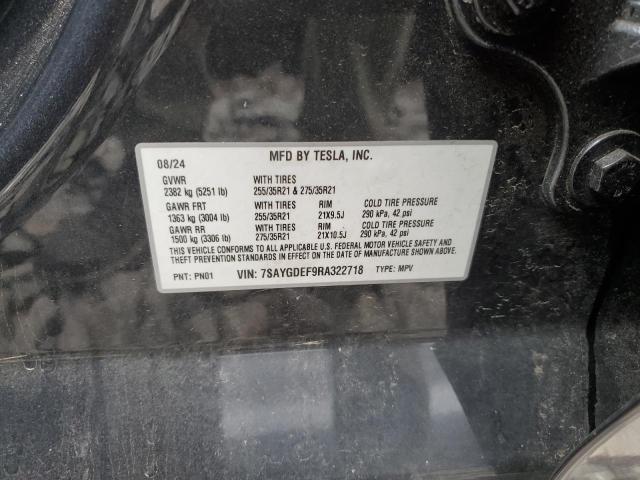 08/24 MFD BY TESLA, INC.
GVWR WITH TIRES
2382 kg (5251 lb) 255/35R21 & 275/35R21
GAWR FRT WITH TIRES RIM COLD TIRE PRESSURE
1363 kg (3004 lb) 255/35R21 21X9.5J 290 kPa, 42 psi
GAWR RR WITH TIRES RIM COLD TIRE PRESSURE
1500 kg (3306 lb) 275/35R21 21X10.5J 290 kPa, 42 psi
THIS VEHICLE CONFORMS TO ALL APPLICABLE U.S. FEDERAL MOTOR VEHICLE SAFETY AND
THEFT PREVENTION STANDARDS IN EFFECT ON THE DATE OF MANUFACTURE SHOWN ABOVE.
PNT: PN01 VIN: 7SAYGDEF9RA322718 TYPE: MPV